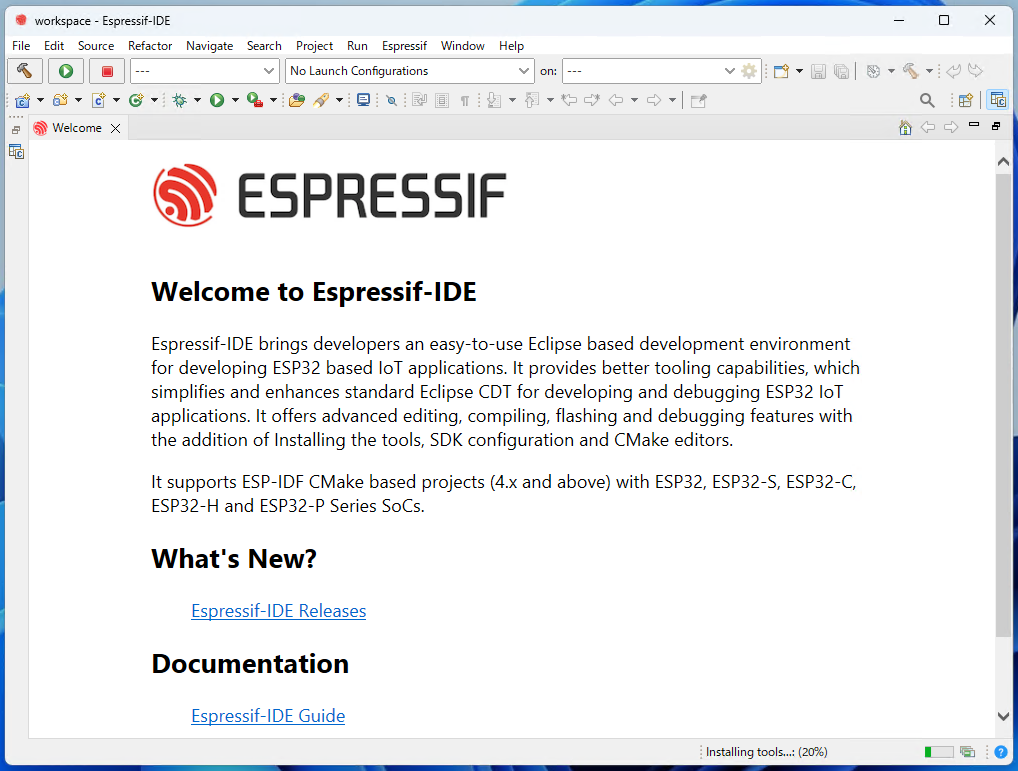 workspace - Espressif-IDE
File Edit Source Refactor Navigate Search Project Run Espressif Window Help
--- No Launch Configurations on: ---
Welcome
ESPRESSIF
Welcome to Espressif-IDE
Espressif-IDE brings developers an easy-to-use Eclipse based development environment
for developing ESP32 based IoT applications. It provides better tooling capabilities, which
simplifies and enhances standard Eclipse CDT for developing and debugging ESP32 IoT
applications. It offers advanced editing, compiling, flashing and debugging features with
the addition of Installing the tools, SDK configuration and CMake editors.
It supports ESP-IDF CMake based projects (4.x and above) with ESP32, ESP32-S, ESP32-C,
ESP32-H and ESP32-P Series SoCs.
What's New?
Espressif-IDE Releases
Documentation
Espressif-IDE Guide
Installing tools...: (20%)